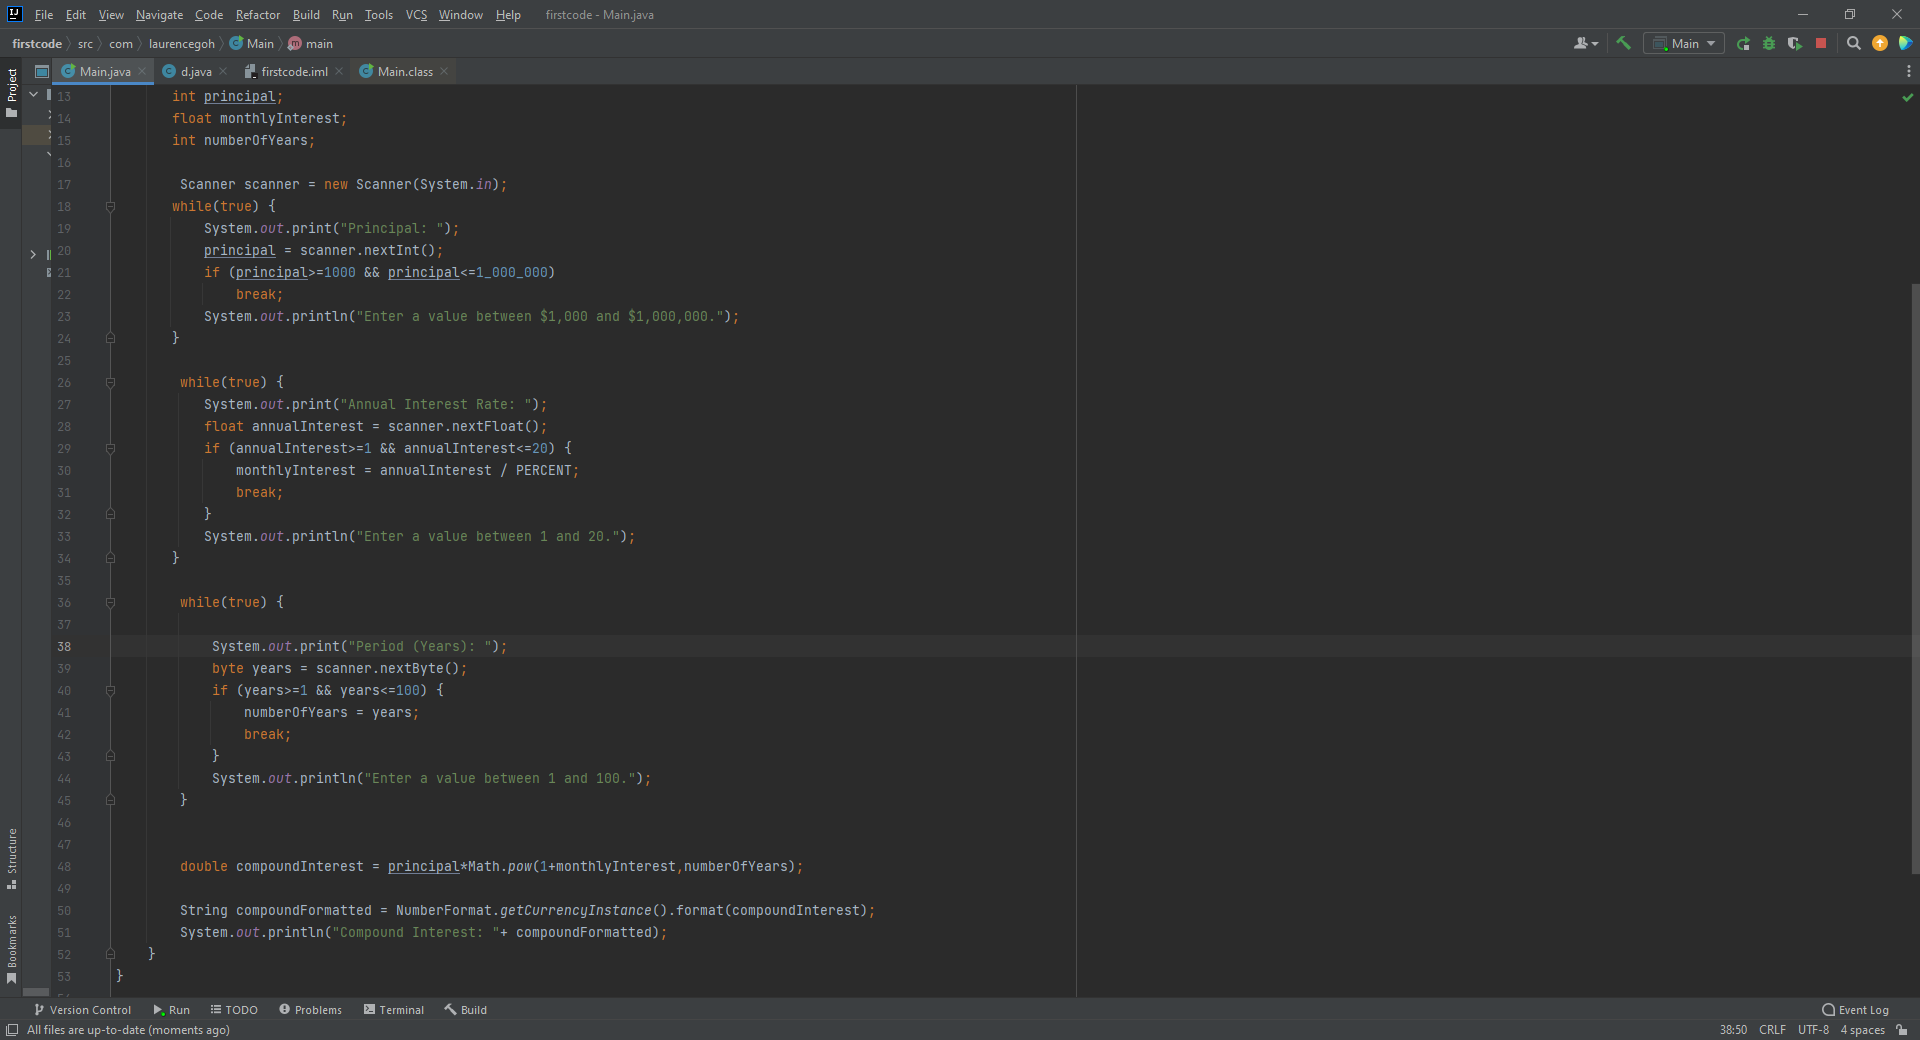 File Edit View Navigate Code Refactor Build Run Tools VCS Window Help firstcode - Main.java
firstcode src com laurencegoh Main main Main
Project
Main.java d.java firstcode.iml Main.class
13 int principal;
14 float monthlyInterest;
15 int numberOfYears;
16
17 Scanner scanner = new Scanner(System.in);
18 while(true) {
19 System.out.print("Principal: ");
20 principal = scanner.nextInt();
21 if (principal>=1000 && principal<=1_000_000)
22 break;
23 System.out.println("Enter a value between $1,000 and $1,000,000.");
24 }
25
26 while(true) {
27 System.out.print("Annual Interest Rate: ");
28 float annualInterest = scanner.nextFloat();
29 if (annualInterest>=1 && annualInterest<=20) {
30 monthlyInterest = annualInterest / PERCENT;
31 break;
32 }
33 System.out.println("Enter a value between 1 and 20.");
34 }
35
36 while(true) {
37
38 System.out.print("Period (Years): ");
39 byte years = scanner.nextByte();
40 if (years>=1 && years<=100) {
41 numberOfYears = years;
42 break;
43 }
44 System.out.println("Enter a value between 1 and 100.");
45 }
46
47
48 double compoundInterest = principal*Math.pow(1+monthlyInterest,numberOfYears);
49
50 String compoundFormatted = NumberFormat.getCurrencyInstance().format(compoundInterest);
51 System.out.println("Compound Interest: "+ compoundFormatted);
52 }
53 }
Structure
Bookmarks
Version Control Run TODO Problems Terminal Build Event Log
All files are up-to-date (moments ago) 38:50 CRLF UTF-8 4 spaces